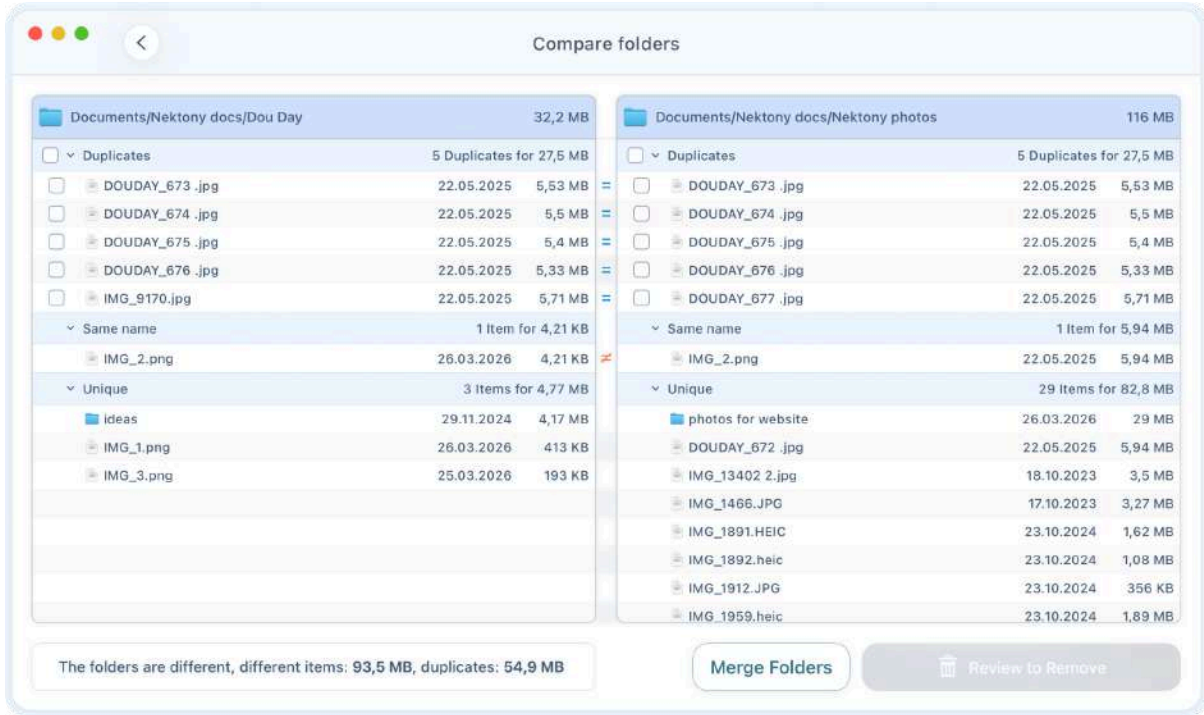 Compare folders
Documents/Nektony docs/Dou Day 32,2 MB
Duplicates 5 Duplicates for 27,5 MB
DOUDAY_673 .jpg 22.05.2025 5,53 MB =
DOUDAY_674 .jpg 22.05.2025 5,5 MB =
DOUDAY_675 .jpg 22.05.2025 5,4 MB =
DOUDAY_676 .jpg 22.05.2025 5,33 MB =
IMG_9170.jpg 22.05.2025 5,71 MB =
Same name 1 Item for 4,21 KB
IMG_2.png 26.03.2026 4,21 KB ≠
Unique 3 Items for 4,77 MB
ideas 29.11.2024 4,17 MB
IMG_1.png 26.03.2026 413 KB
IMG_3.png 25.03.2026 193 KB
Documents/Nektony docs/Nektony photos 116 MB
Duplicates 5 Duplicates for 27,5 MB
DOUDAY_673 .jpg 22.05.2025 5,53 MB
DOUDAY_674 .jpg 22.05.2025 5,5 MB
DOUDAY_675 .jpg 22.05.2025 5,4 MB
DOUDAY_676 .jpg 22.05.2025 5,33 MB
DOUDAY_677 .jpg 22.05.2025 5,71 MB
Same name 1 Item for 5,94 MB
IMG_2.png 22.05.2025 5,94 MB
Unique 29 Items for 82,8 MB
photos for website 26.03.2026 29 MB
DOUDAY_672 .jpg 22.05.2025 5,94 MB
IMG_13402 2.jpg 18.10.2023 3,5 MB
IMG_1466.JPG 17.10.2023 3,27 MB
IMG_1891.HEIC 23.10.2024 1,62 MB
IMG_1892.heic 23.10.2024 1,08 MB
IMG_1912.JPG 23.10.2024 356 KB
IMG_1959.heic 23.10.2024 1,89 MB
The folders are different, different items: 93,5 MB, duplicates: 54,9 MB
Merge Folders
Review to Remove